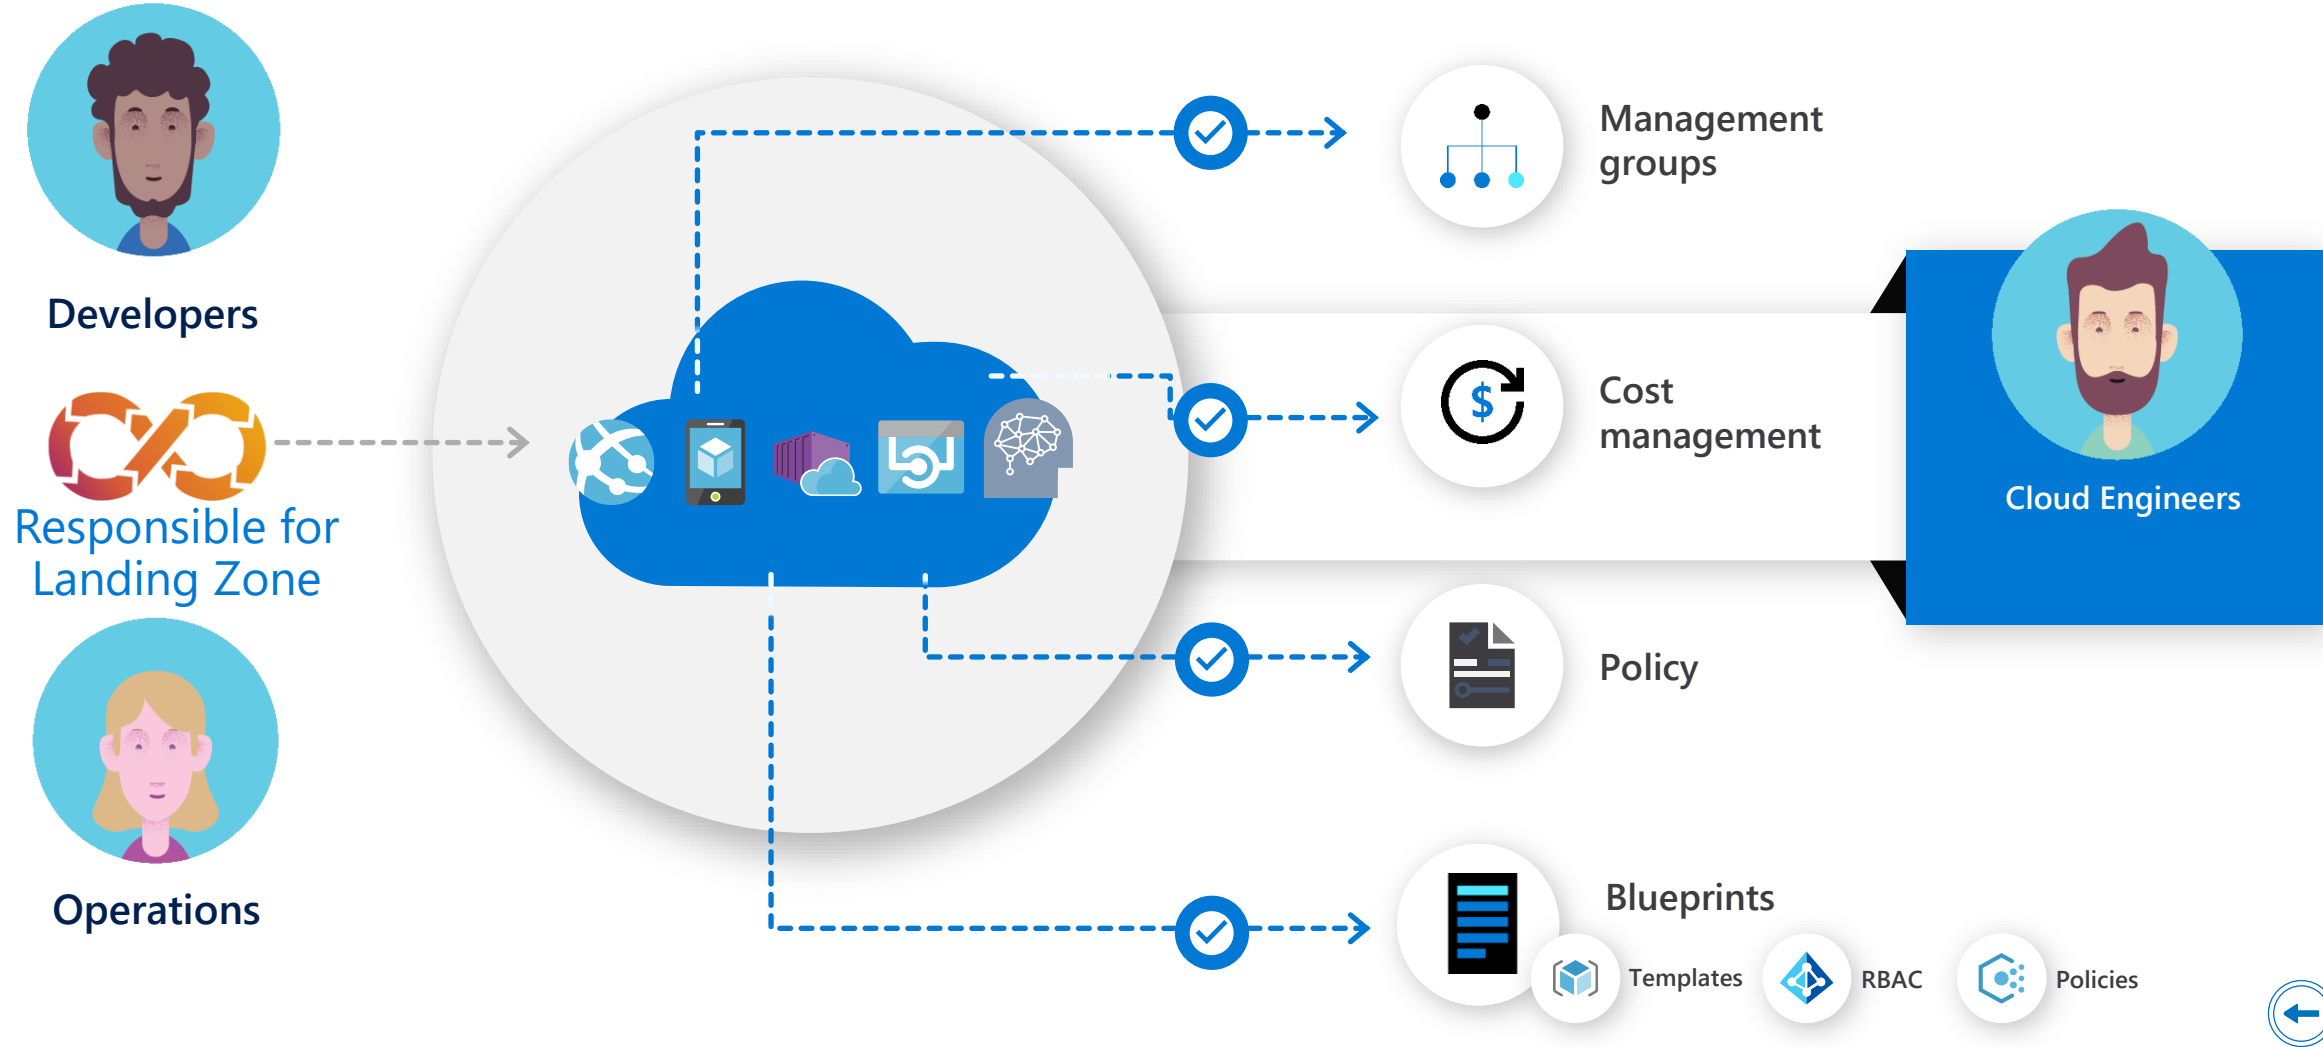 Developers
Responsible for
Landing Zone
Operations
Management
groups
Cost
management
$
Policy
Blueprints
Templates
RBAC
Policies
Cloud Engineers